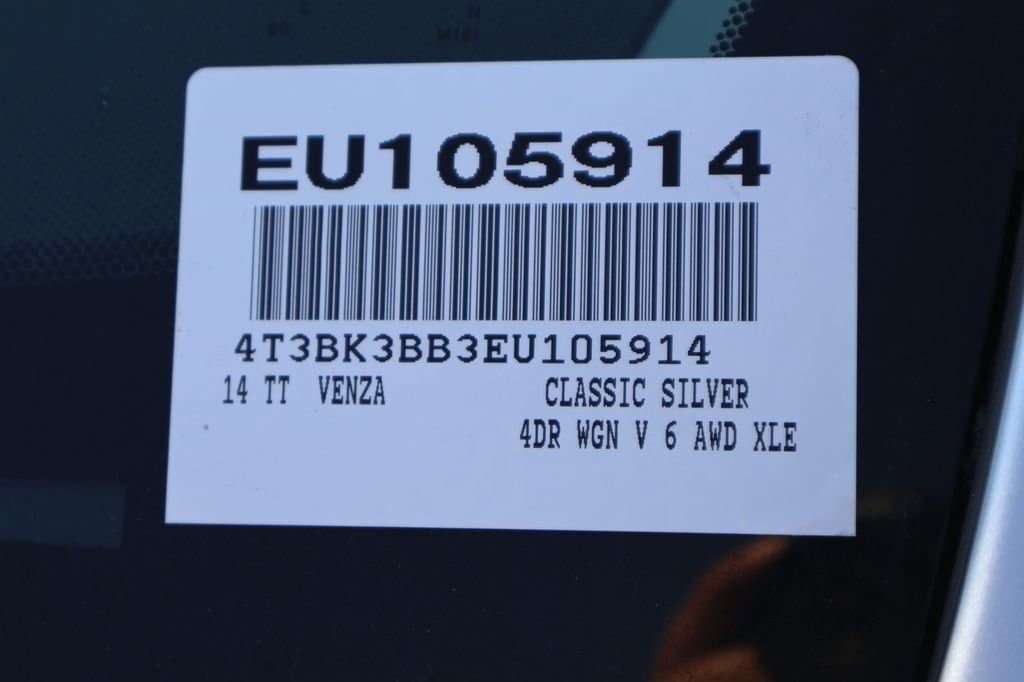 EU105914
4T3BK3BB3EU105914
14 TT VENZA CLASSIC SILVER
4DR WGN V 6 AWD XLE